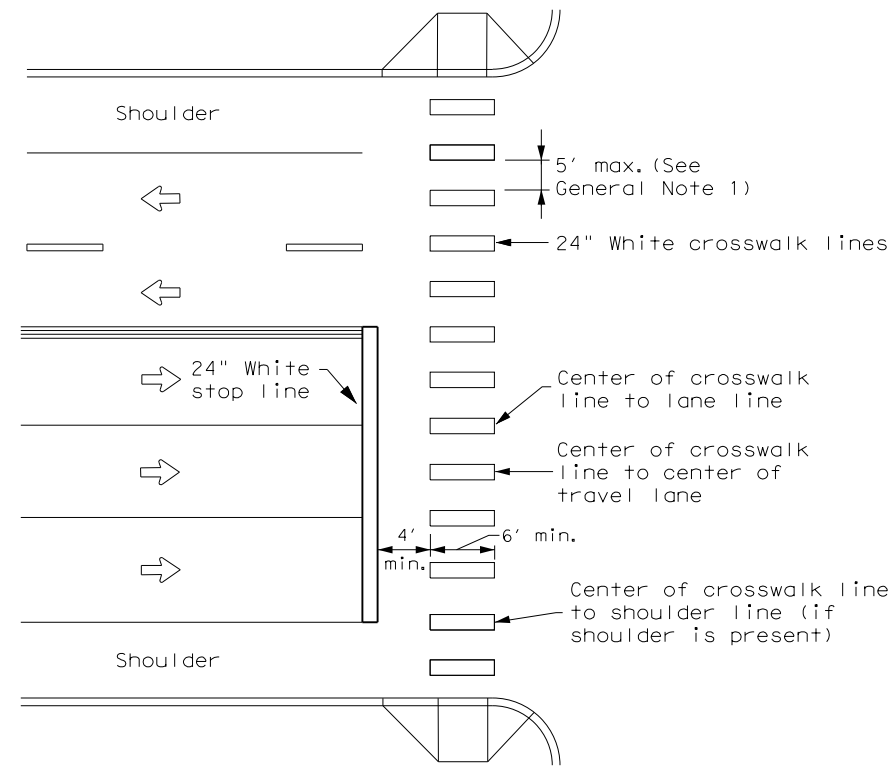 Shoulder
5' max. (See
General Note 1)
24" White crosswalk lines
24" White
stop line
Center of crosswalk
line to lane line
Center of crosswalk
line to center of
travel lane
4'
min.
6' min.
Center of crosswalk line
to shoulder line (if
shoulder is present)
Shoulder